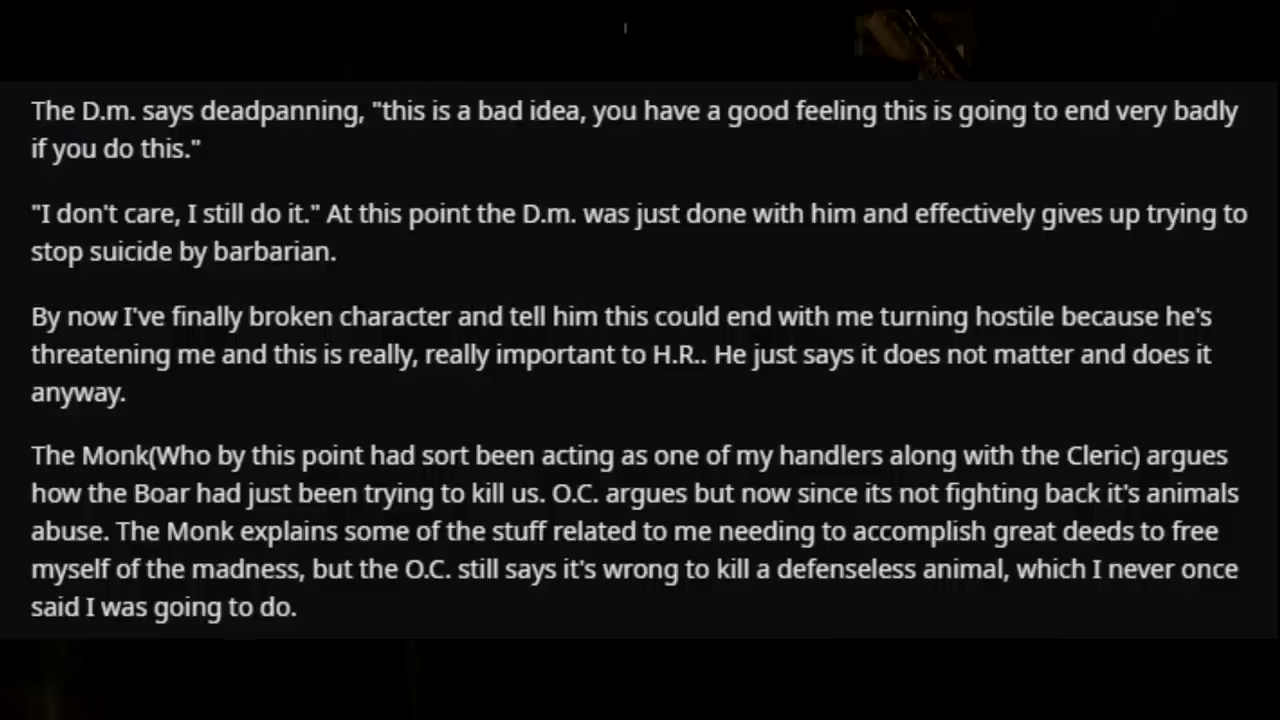 The D.m. says deadpanning, "this is a bad idea, you have a good feeling this is going to end very badly
if you do this."
"I don't care, I still do it." At this point the D.m. was just done with him and effectively gives up trying to
stop suicide by barbarian.
By now I've finally broken character and tell him this could end with me turning hostile because he's
threatening me and this is really, really important to H.R.. He just says it does not matter and does it
anyway.
The Monk(Who by this point had sort been acting as one of my handlers along with the Cleric) argues
how the Boar had just been trying to kill us. O.C. argues but now since its not fighting back it's animals
abuse. The Monk explains some of the stuff related to me needing to accomplish great deeds to free
myself of the madness, but the O.C. still says it's wrong to kill a defenseless animal, which I never once
said I was going to do.